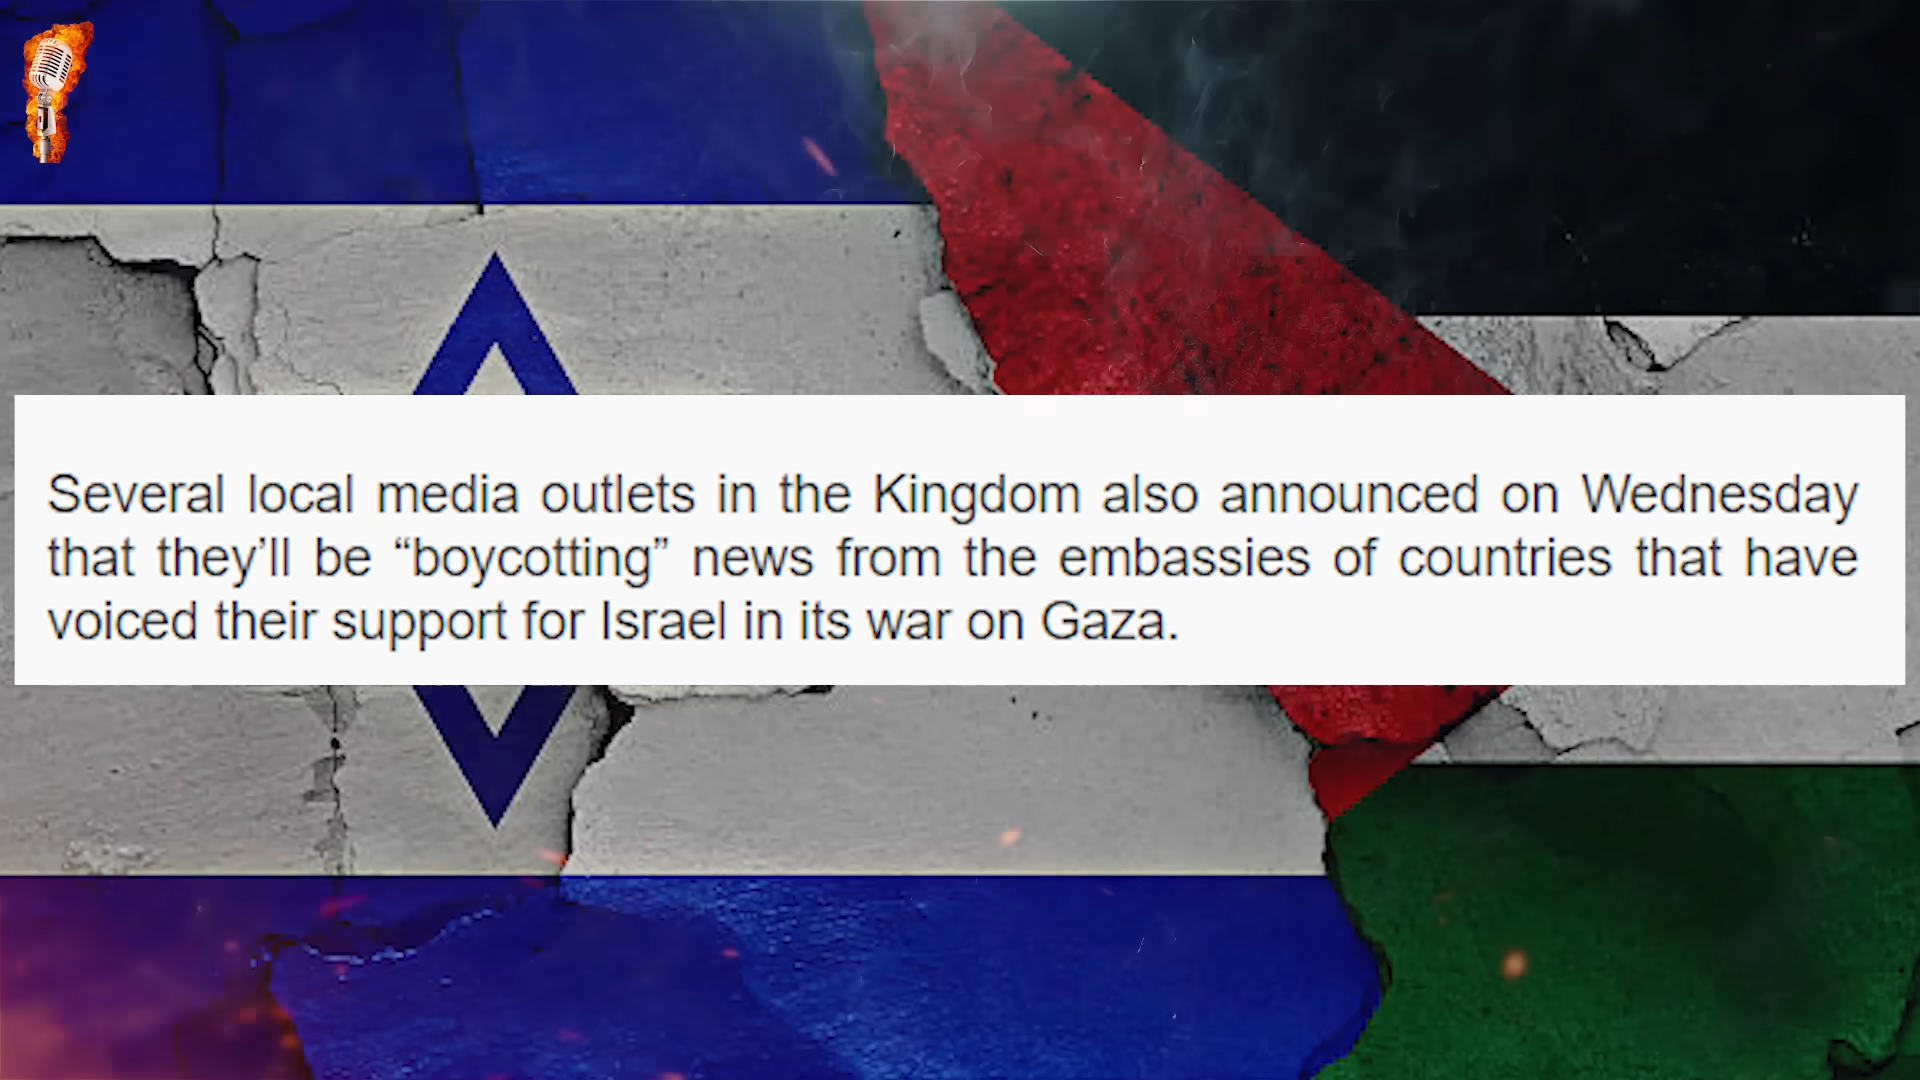 Several local media outlets in the Kingdom also announced on Wednesday
that they’ll be “boycotting” news from the embassies of countries that have
voiced their support for Israel in its war on Gaza.